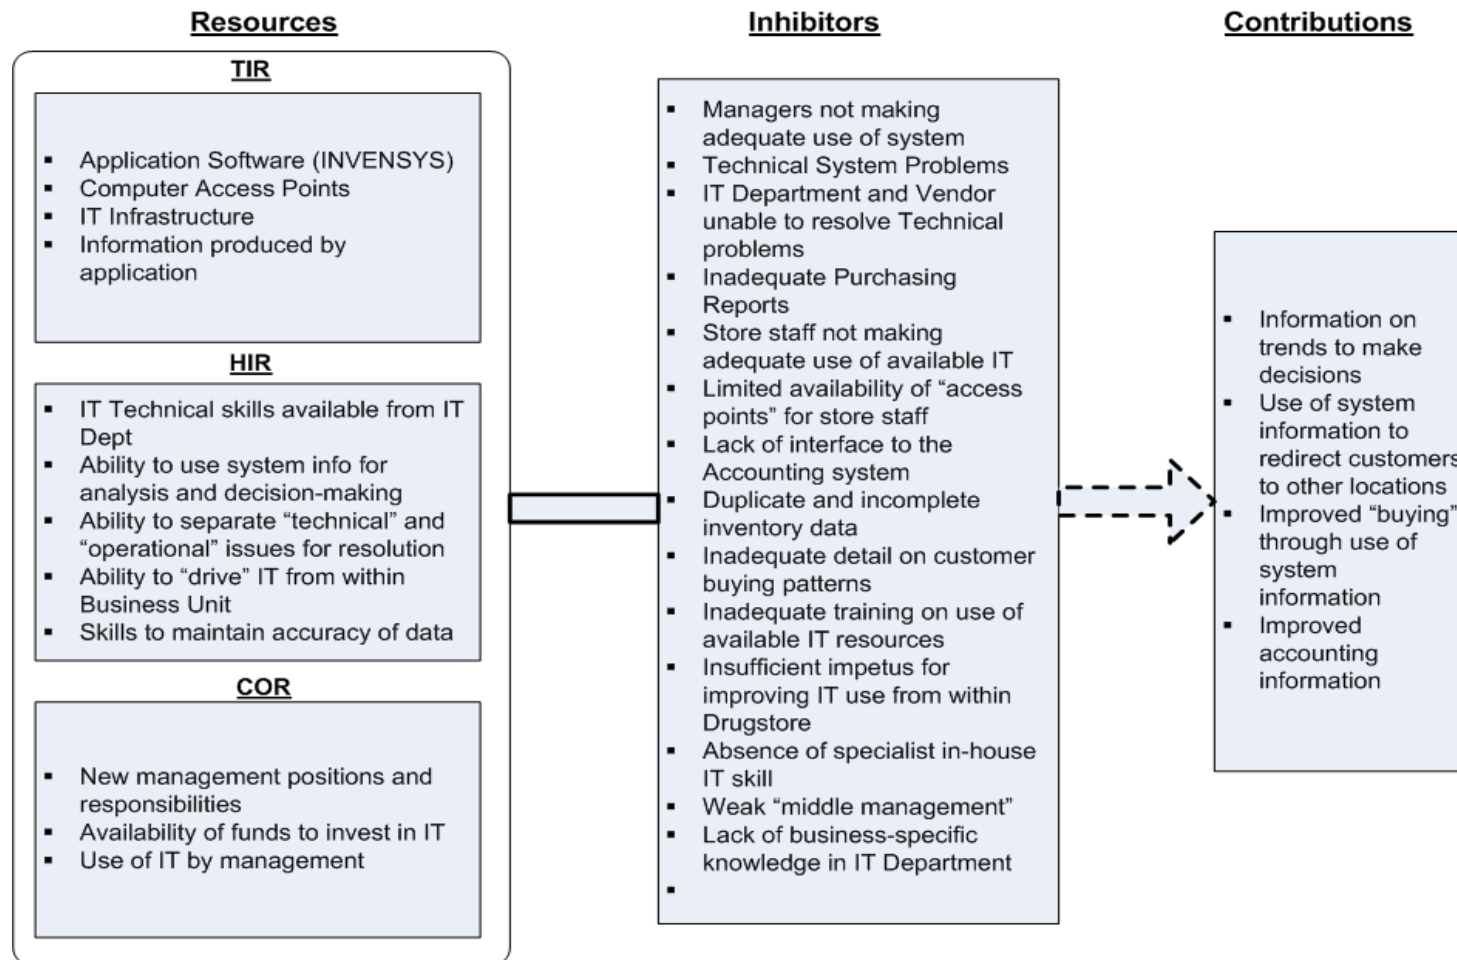 Resources
TIR
▪ Application Software (INVENSYS)
▪ Computer Access Points
▪ IT Infrastructure
▪ Information produced by
application
HIR
▪ IT Technical skills available from IT
Dept
▪ Ability to use system info for
analysis and decision-making
▪ Ability to separate “technical” and
“operational” issues for resolution
▪ Ability to “drive” IT from within
Business Unit
▪ Skills to maintain accuracy of data
COR
▪ New management positions and
responsibilities
▪ Availability of funds to invest in IT
▪ Use of IT by management
Inhibitors
▪ Managers not making
adequate use of system
▪ Technical System Problems
▪ IT Department and Vendor
unable to resolve Technical
problems
▪ Inadequate Purchasing
Reports
▪ Store staff not making
adequate use of available IT
▪ Limited availability of “access
points” for store staff
▪ Lack of interface to the
Accounting system
▪ Duplicate and incomplete
inventory data
▪ Inadequate detail on customer
buying patterns
▪ Inadequate training on use of
available IT resources
▪ Insufficient impetus for
improving IT use from within
Drugstore
▪ Absence of specialist in-house
IT skill
▪ Weak “middle management”
▪ Lack of business-specific
knowledge in IT Department
▪
Contributions
▪ Information on
trends to make
decisions
▪ Use of system
information to
redirect customers
to other locations
▪ Improved “buying”
through use of
system
information
▪ Improved
accounting
information